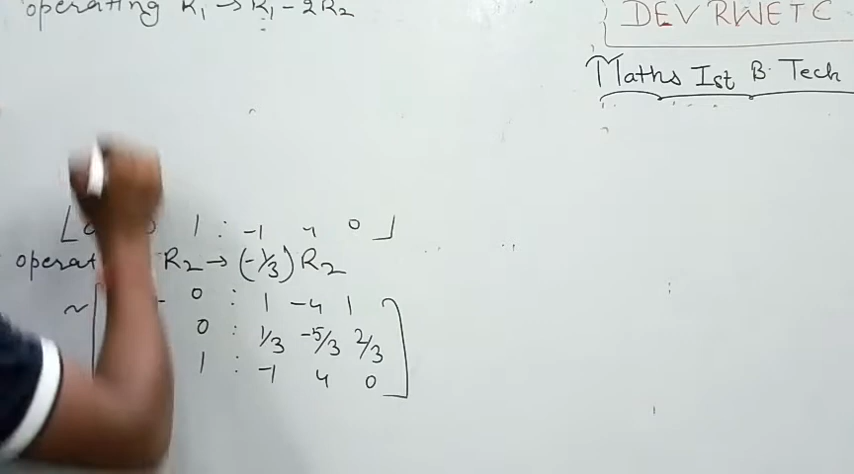 operating R₁→R₁-2R₂
DEVRWETC
Maths Ist B. Tech
1 : -1 4 0 ]
R₂→(-1/3)R₂
~ [ 0 : 1 -4 1
0 : 1/3 -5/3 2/3
1 : -1 4 0 ]